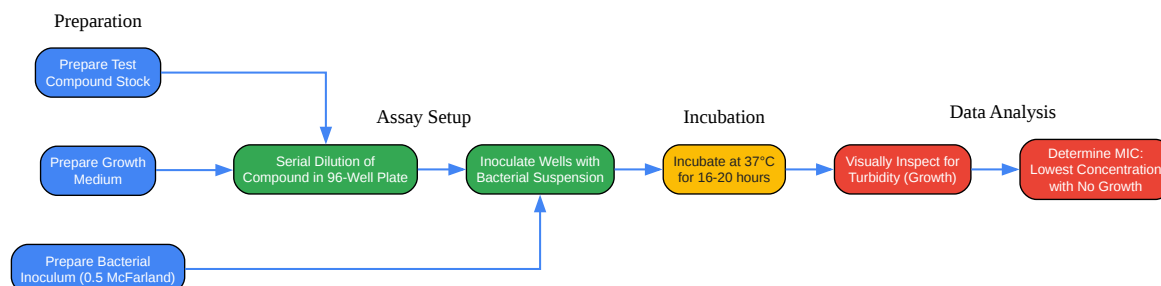 Preparation
Prepare Test
Compound Stock
Assay Setup
Incubation
Data Analysis
Prepare Growth
Medium
Serial Dilution of
Compound in 96-Well Plate
Inoculate Wells with
Bacterial Suspension
Incubate at 37°C
for 16-20 hours
Visually Inspect for
Turbidity (Growth)
Determine MIC:
Lowest Concentration
with No Growth
Prepare Bacterial
Inoculum (0.5 McFarland)